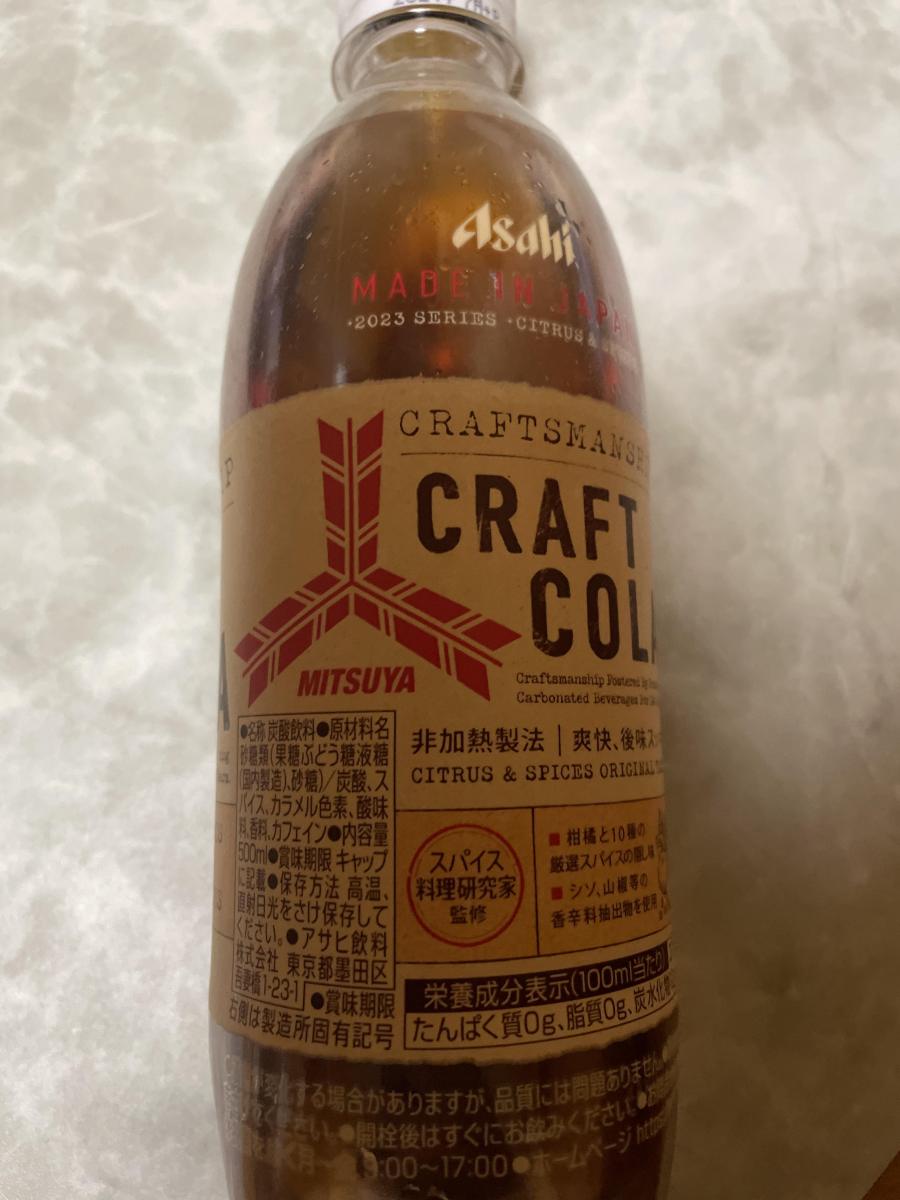 Asahi
MADE IN JAPAN
・2023 SERIES ・CITRUS &
CRAFTSMANSHIP
CRAFT
COLA
MITSUYA
Craftsmanship Powered By
Carbonated Beverages
非加熱製法｜爽快、後味
CITRUS & SPICES ORIGINAL
●名称 炭酸飲料●原材料名
砂糖類(果糖ぶどう糖液糖
(国内製造)、砂糖)/炭酸、ス
パイス、カラメル色素、酸味
料、香料、カフェイン●内容量
500ml●賞味期限 キャップ
に記載●保存方法 高温、
直射日光をさけ保存して
ください。●アサヒ飲料
株式会社 東京都墨田区
吾妻橋1-23-1
●賞味期限
右側は製造所固有記号
スパイス
料理研究家
監修
■ 柑橘と10種の
厳選スパイスの隠し味
■ シソ、山椒等の
香辛料抽出物を使用
栄養成分表示(100ml当たり)
たんぱく質0g、脂質0g、炭水化物
する場合がありますが、品質には問題ありません。
●開栓後はすぐにお飲みください。
9:00〜17:00●ホームページ